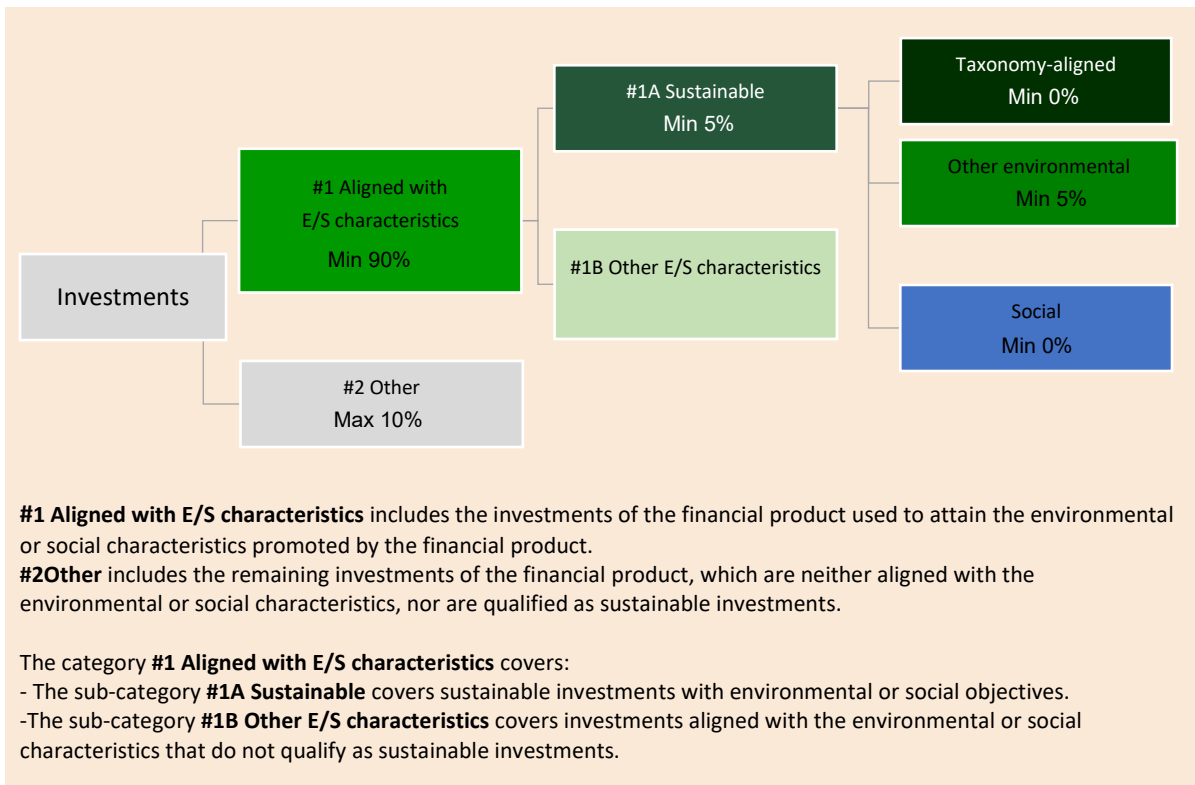 Investments
#1 Aligned with
E/S characteristics
Min 90%
#2 Other
Max 10%
#1A Sustainable
Min 5%
#1B Other E/S characteristics
Taxonomy-aligned
Min 0%
Other environmental
Min 5%
Social
Min 0%
#1 Aligned with E/S characteristics includes the investments of the financial product used to attain the environmental
or social characteristics promoted by the financial product.
#2Other includes the remaining investments of the financial product, which are neither aligned with the
environmental or social characteristics, nor are qualified as sustainable investments.
The category #1 Aligned with E/S characteristics covers:
- The sub-category #1A Sustainable covers sustainable investments with environmental or social objectives.
-The sub-category #1B Other E/S characteristics covers investments aligned with the environmental or social
characteristics that do not qualify as sustainable investments.